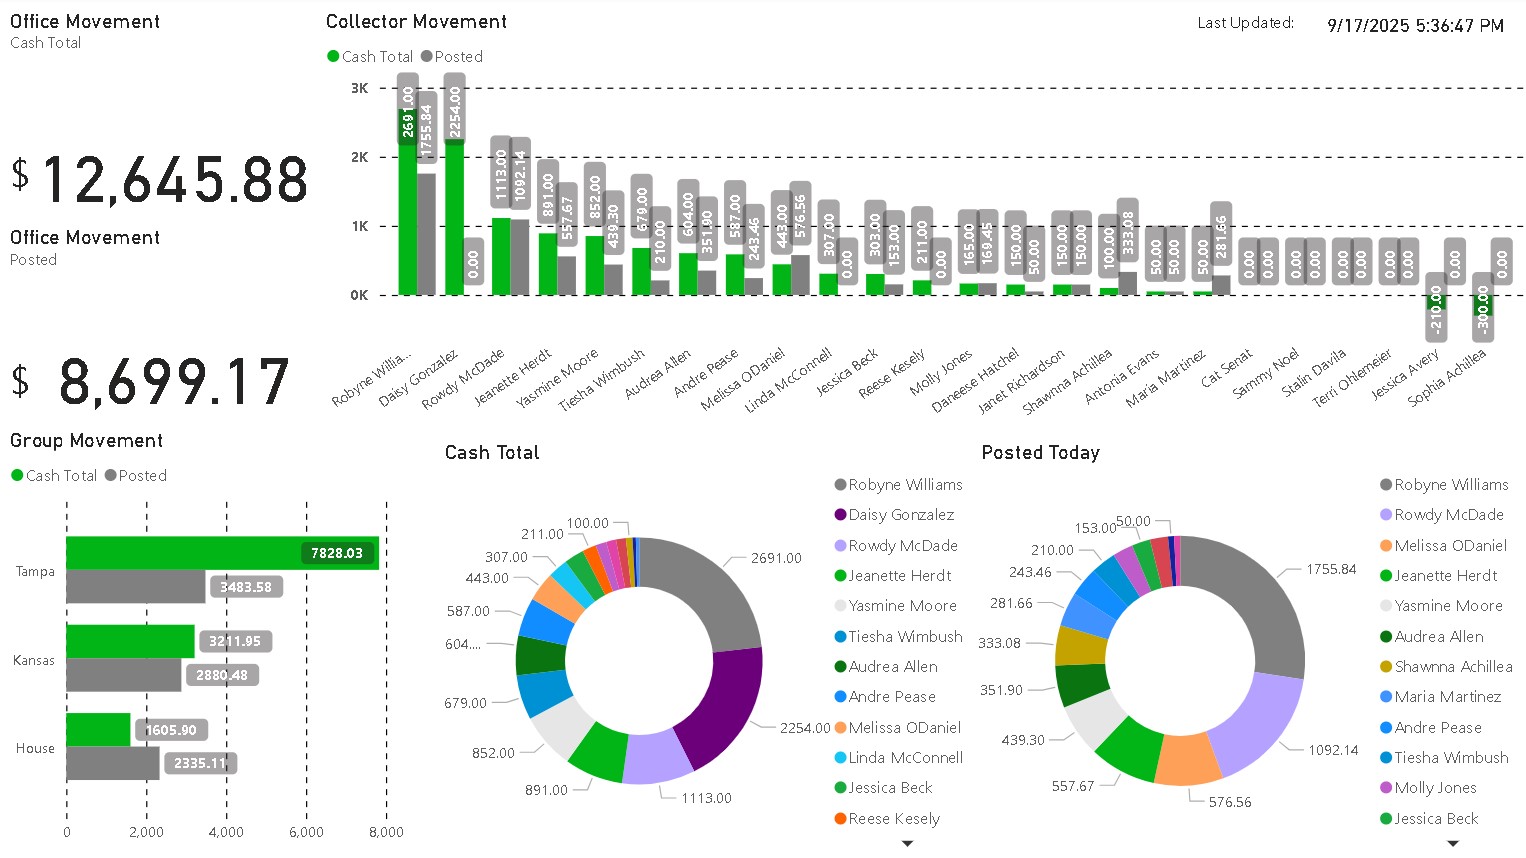 Office Movement
Cash Total
$ 12,645.88
Office Movement
Posted
$ 8,699.17
Collector Movement
Last Updated: 9/17/2025 5:36:47 PM
Cash Total Posted
3K
2K
1K
0K
2691.00 1755.84 2254.00 0.00 1113.00 1092.14 891.00 557.67 852.00 439.30 679.00 210.00 604.00 351.90 587.00 243.46 443.00 576.56 307.00 0.00 303.00 153.00 211.00 0.00 165.00 169.45 150.00 50.00 150.00 150.00 100.00 333.08 50.00 50.00 50.00 281.66 0.00 0.00 0.00 0.00 0.00 0.00 0.00 0.00 -210.00 0.00 -300.00 0.00
Robyne Willia...
Daisy Gonzalez
Rowdy McDade
Jeanette Herdt
Yasmine Moore
Tiesha Wimbush
Audrea Allen
Andre Pease
Melissa ODaniel
Linda McConnell
Jessica Beck
Reese Kesely
Molly Jones
Daneese Hatchel
Janet Richardson
Shawnna Achillea
Antonia Evans
Maria Martinez
Cat Senat
Sammy Noel
Stalin Davila
Terri Ohlemeier
Jessica Avery
Sophia Achillea
Group Movement
Cash Total Posted
Tampa
7828.03
3483.58
Kansas
3211.95
2880.48
House
1605.90
2335.11
0 2,000 4,000 6,000 8,000
Cash Total
2691.00
2254.00
1113.00
891.00
852.00
679.00
604....
587.00
443.00
307.00
211.00
100.00
Robyne Williams
Daisy Gonzalez
Rowdy McDade
Jeanette Herdt
Yasmine Moore
Tiesha Wimbush
Audrea Allen
Andre Pease
Melissa ODaniel
Linda McConnell
Jessica Beck
Reese Kesely
Posted Today
1755.84
1092.14
576.56
557.67
439.30
351.90
333.08
281.66
243.46
210.00
153.00
50.00
Robyne Williams
Rowdy McDade
Melissa ODaniel
Jeanette Herdt
Yasmine Moore
Audrea Allen
Shawnna Achillea
Maria Martinez
Andre Pease
Tiesha Wimbush
Molly Jones
Jessica Beck